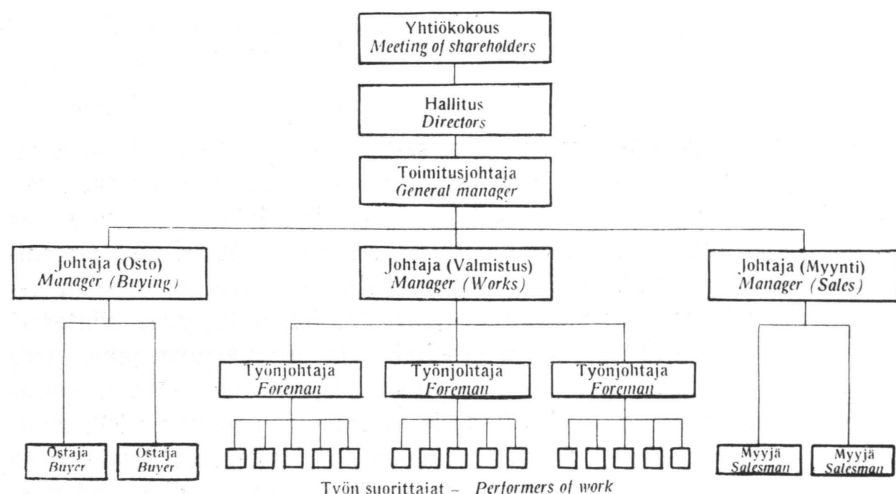 Yhtiökokous
Meeting of shareholders
Hallitus
Directors
Toimitusjohtaja
General manager
Johtaja (Osto)
Manager (Buying)
Johtaja (Valmistus)
Manager (Works)
Johtaja (Myynti)
Manager (Sales)
Työnjohtaja
Foreman
Työnjohtaja
Foreman
Työnjohtaja
Foreman
Ostaja
Buyer
Ostaja
Buyer
Myyjä
Salesman
Myyjä
Salesman
Työn suorittajat – Performers of work